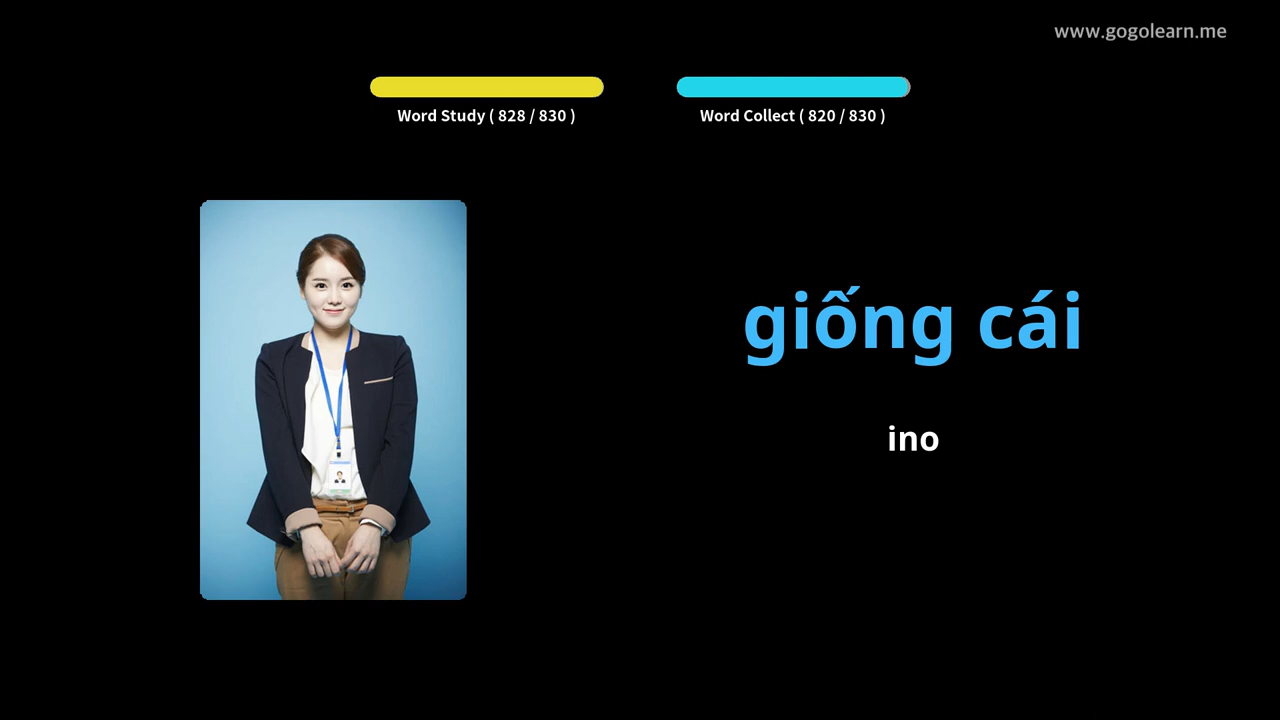 www.gogolearn.me
Word Study ( 828 / 830 )
Word Collect ( 820 / 830 )
giống cái
ino